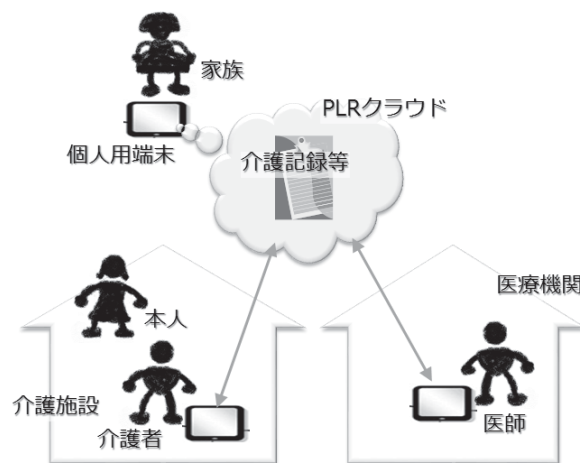 家族
PLRクラウド
個人用端末
介護記録等
医療機関
本人
介護施設
介護者
医師